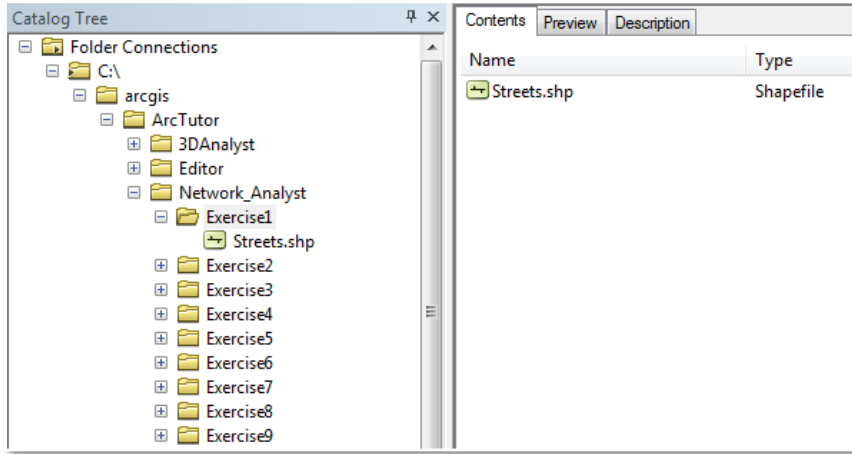 Catalog Tree
Folder Connections
C:\
arcgis
ArcTutor
3DAnalyst
Editor
Network_Analyst
Exercise1
Streets.shp
Exercise2
Exercise3
Exercise4
Exercise5
Exercise6
Exercise7
Exercise8
Exercise9
Contents Preview Description
Name Type
Streets.shp Shapefile